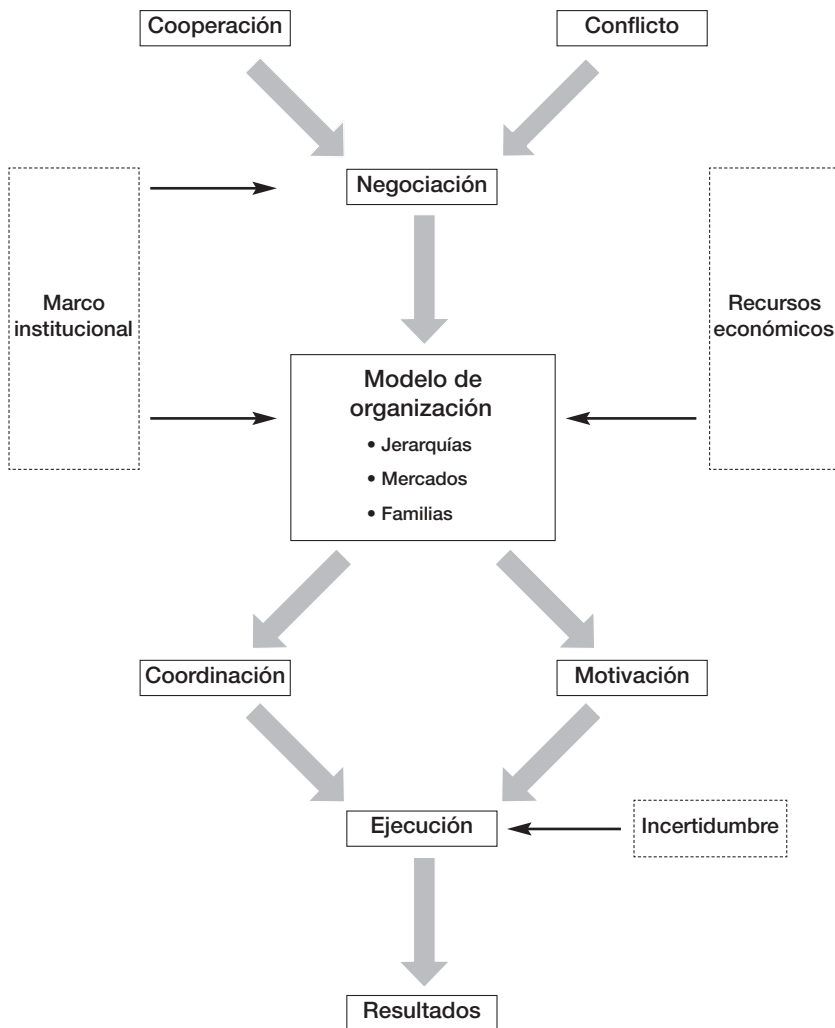 Cooperación
Conflicto
Negociación
Marco
institucional
Recursos
económicos
Modelo de
organización
• Jerarquías
• Mercados
• Familias
Coordinación
Motivación
Ejecución
Incertidumbre
Resultados